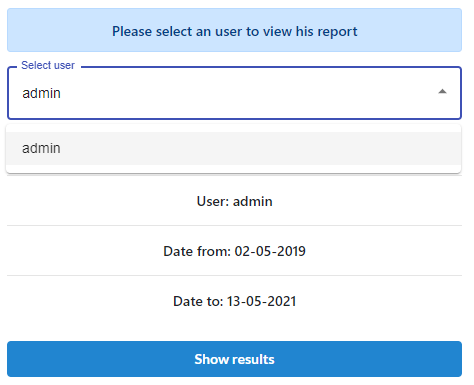 Please select an user to view his report
Select user
admin
admin
User: admin
Date from: 02-05-2019
Date to: 13-05-2021
Show results